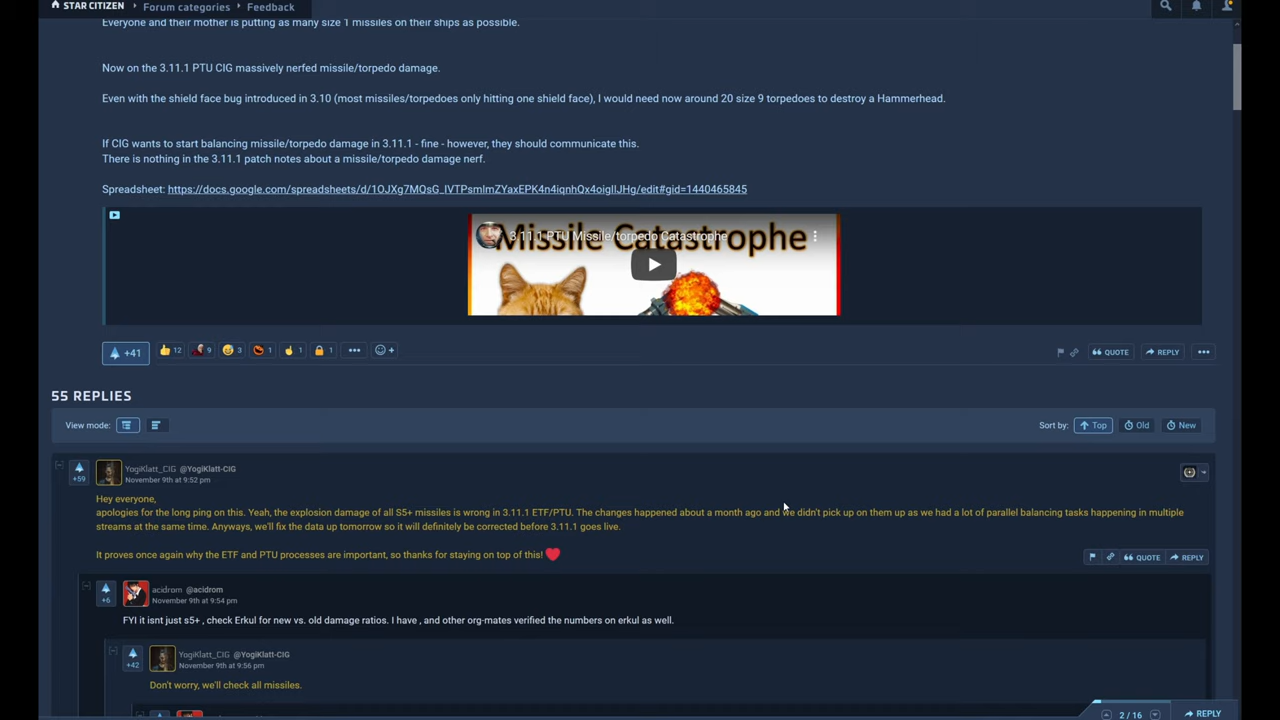 STAR CITIZEN Forum categories Feedback
Everyone and their mother is putting as many size 1 missiles on their ships as possible.
Now on the 3.11.1 PTU CIG massively nerfed missile/torpedo damage.
Even with the shield face bug introduced in 3.10 (most missiles/torpedoes only hitting one shield face), I would need now around 20 size 9 torpedoes to destroy a Hammerhead.
If CIG wants to start balancing missile/torpedo damage in 3.11.1 - fine - however, they should communicate this.
There is nothing in the 3.11.1 patch notes about a missile/torpedo damage nerf.
Spreadsheet: https://docs.google.com/spreadsheets/d/1OJXg7MQsG_IVTPsmlmZYaxEPK4n4iqnhQx4oigIlJHg/edit#gid=1440465845
Missile Catastrophe
3.11.1 PTU Missile/torpedo Catastrophe
+41 12 9 3 1 1 1 QUOTE REPLY
55 REPLIES
View mode: Sort by: Top Old New
YogiKlatt_CIG @YogiKlatt-CIG
+59 November 9th at 9:52 pm
Hey everyone,
apologies for the long ping on this. Yeah, the explosion damage of all S5+ missiles is wrong in 3.11.1 ETF/PTU. The changes happened about a month ago and we didn't pick up on them up as we had a lot of parallel balancing tasks happening in multiple
streams at the same time. Anyways, we'll fix the data up tomorrow so it will definitely be corrected before 3.11.1 goes live.
It proves once again why the ETF and PTU processes are important, so thanks for staying on top of this!
QUOTE REPLY
acidrom @acidrom
+6 November 9th at 9:54 pm
FYI it isnt just s5+ , check Erkul for new vs. old damage ratios. I have , and other org-mates verified the numbers on erkul as well.
YogiKlatt_CIG @YogiKlatt-CIG
+42 November 9th at 9:56 pm
Don't worry, we'll check all missiles.
2 / 16 REPLY